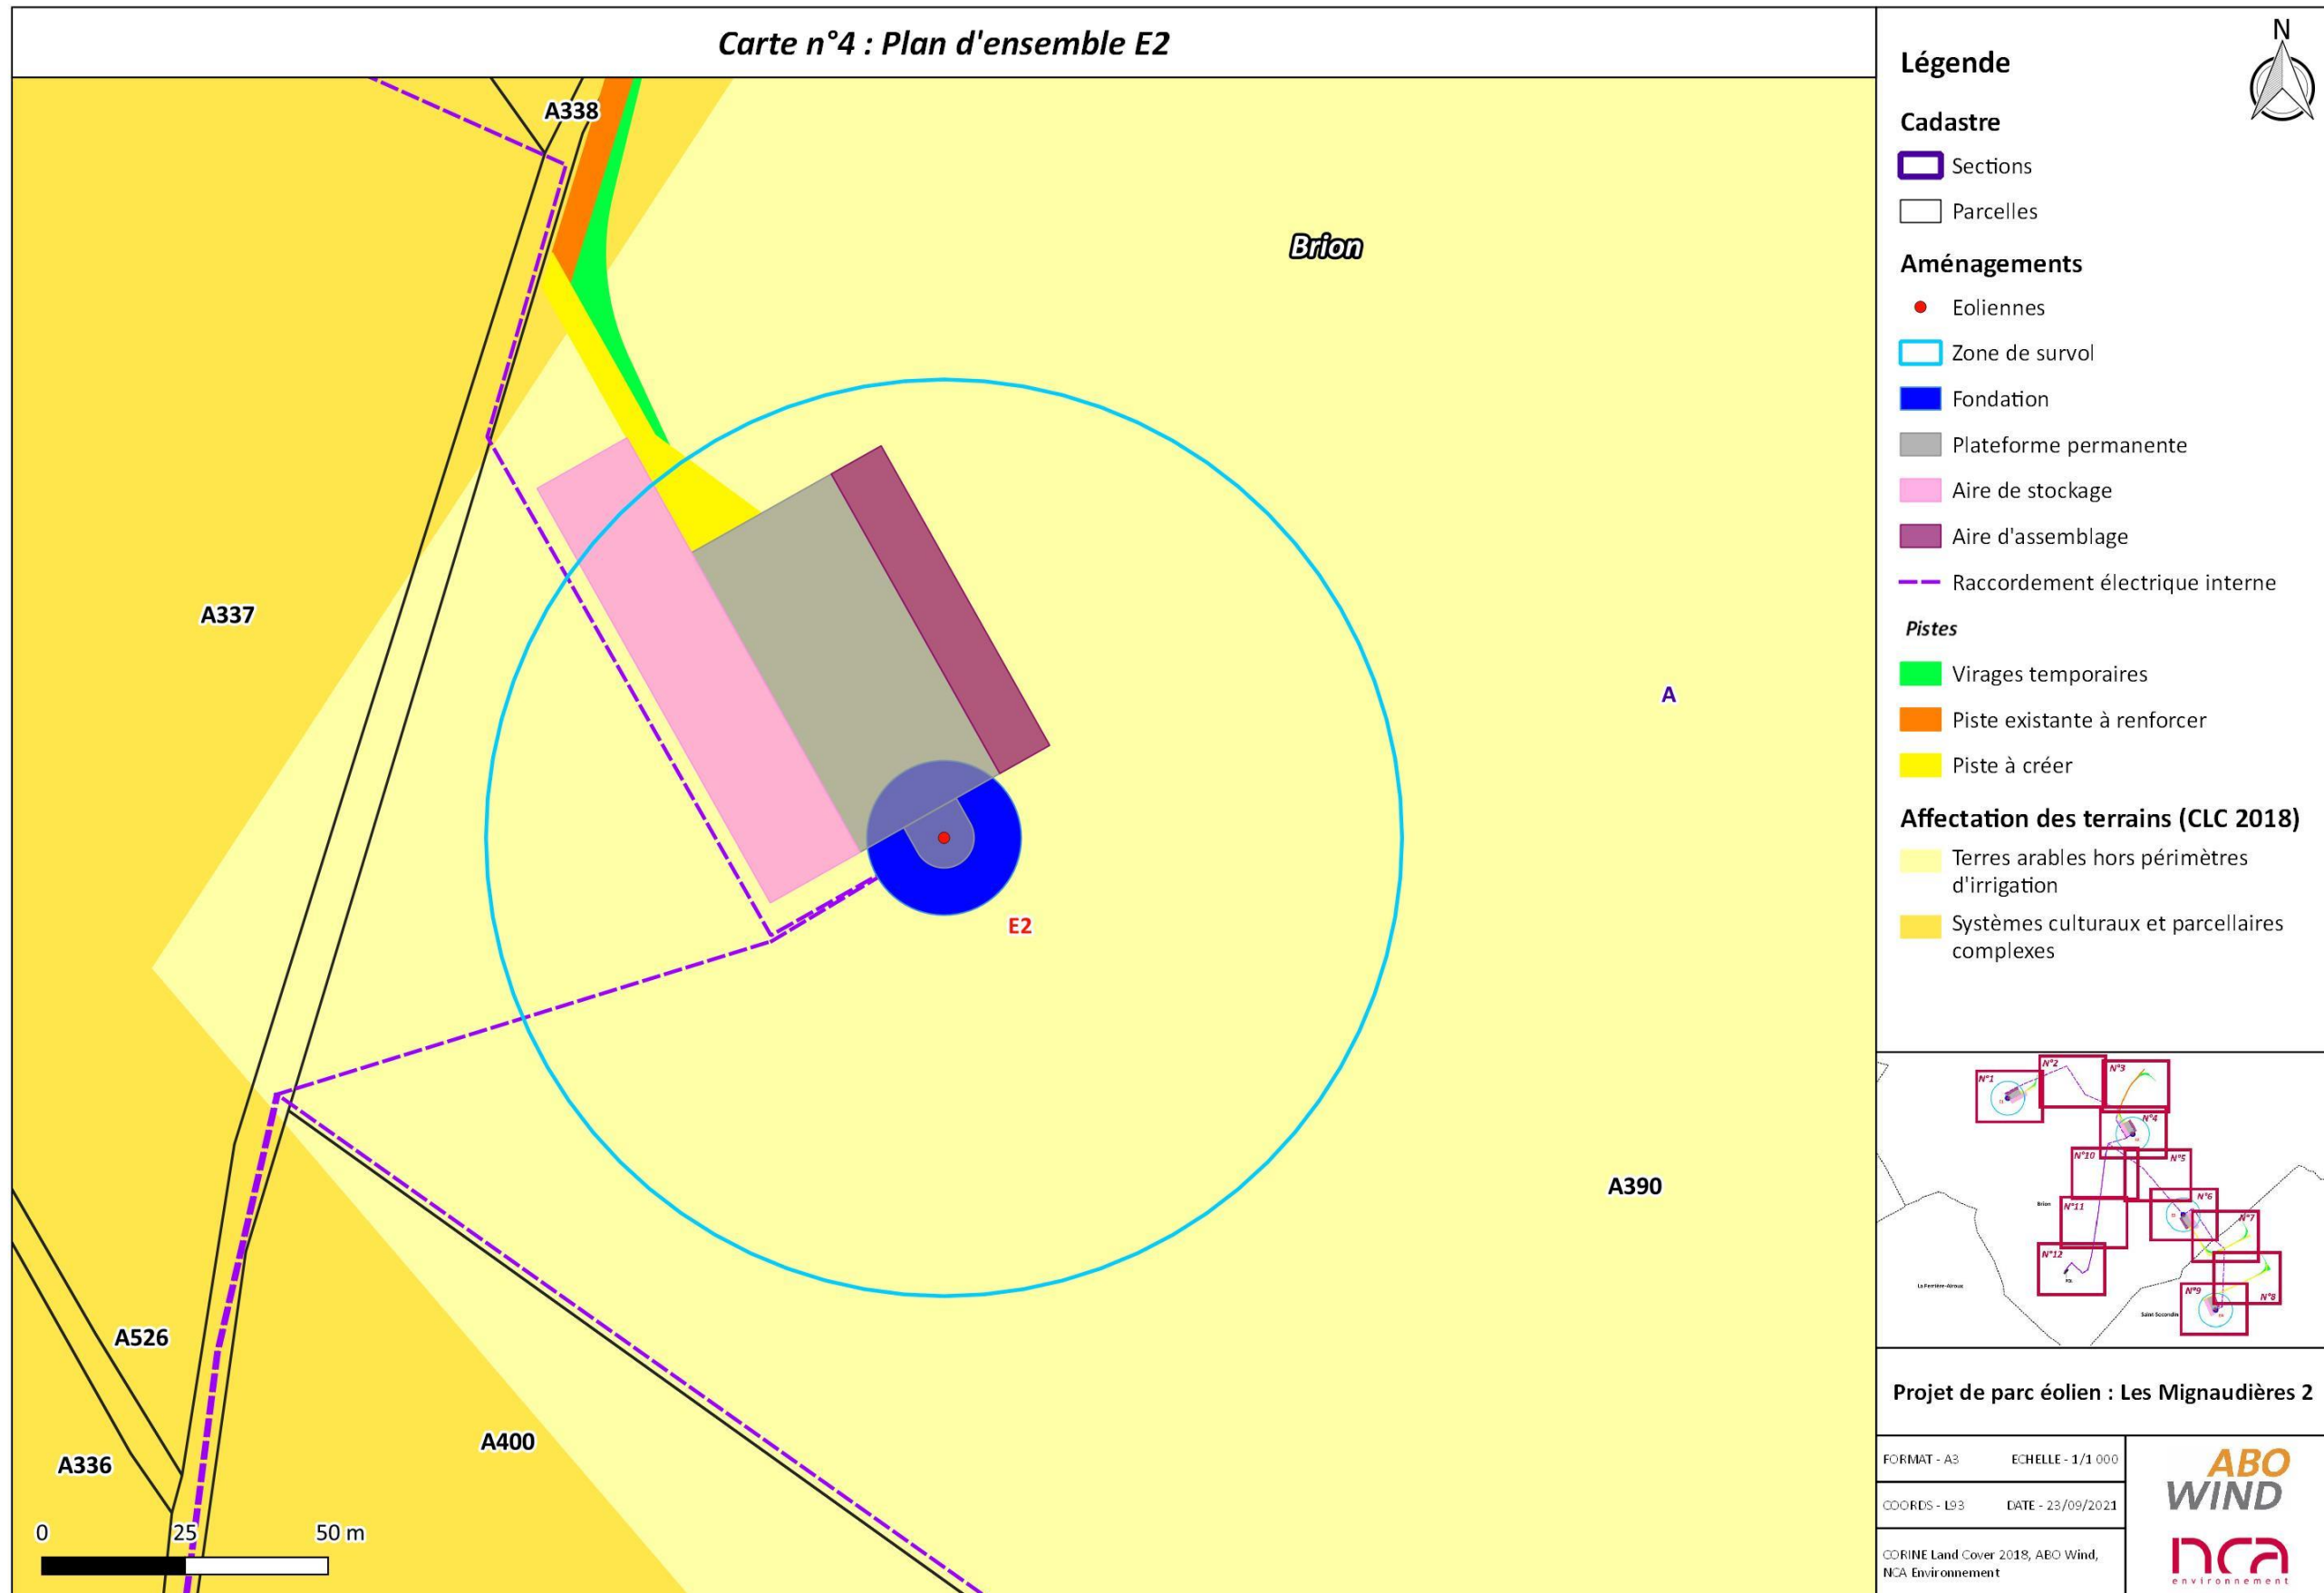 Carte n°4 : Plan d'ensemble E2
A338
Brion
A337
A
E2
A390
A526
A400
A336
0 25 50 m
N
Légende
Cadastre
Sections
Parcelles
Aménagements
Eoliennes
Zone de survol
Fondation
Plateforme permanente
Aire de stockage
Aire d'assemblage
Raccordement électrique interne
Pistes
Virages temporaires
Piste existante à renforcer
Piste à créer
Affectation des terrains (CLC 2018)
Terres arables hors périmètres
d'irrigation
Systèmes culturaux et parcellaires
complexes
N°1
N°2
N°3
N°4
N°10
N°5
N°6
Brion
N°11
N°7
N°12
La Ferrière-Airoux
Saint-Secondin
N°9
N°8
Projet de parc éolien : Les Mignaudières 2
FORMAT - A3 ECHELLE - 1/1 000
COORDS - L93 DATE - 23/09/2021
CORINE Land Cover 2018, ABO Wind,
NCA Environnement
ABO
WIND
nca
environnement